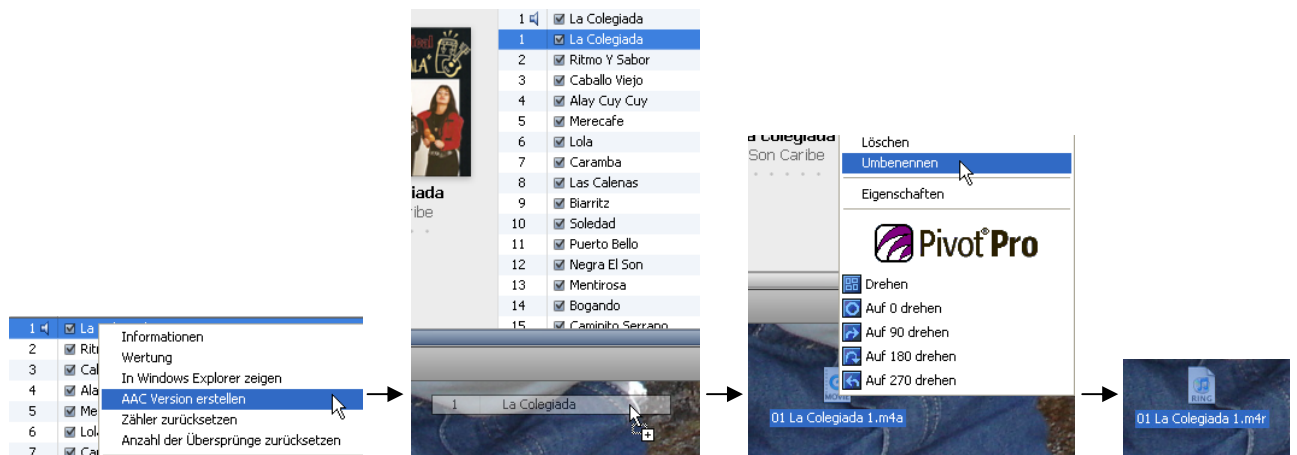 1 La
2
3
4 Ala
5 Me
6
7
Informationen
Wertung
In Windows Explorer zeigen
AAC Version erstellen
Zähler zurücksetzen
Anzahl der Übersprünge zurücksetzen
1 La Colegiada
1 La Colegiada
2 Ritmo Y Sabor
3 Caballo Viejo
4 Alay Cuy Cuy
5 Merecafe
6 Lola
7 Caramba
8 Las Calenas
9 Biarritz
10 Soledad
11 Puerto Bello
12 Negra El Son
13 Mentirosa
14 Bogando
15 Caminito Serrano
iada
ribe
1 La Colegiada
a Colegiada
Son Caribe
Löschen
Umbenennen
Eigenschaften
Pivot® Pro
Drehen
Auf 0 drehen
Auf 90 drehen
Auf 180 drehen
Auf 270 drehen
MOVIE
01 La Colegiada 1.m4a
RING
01 La Colegiada 1.m4r